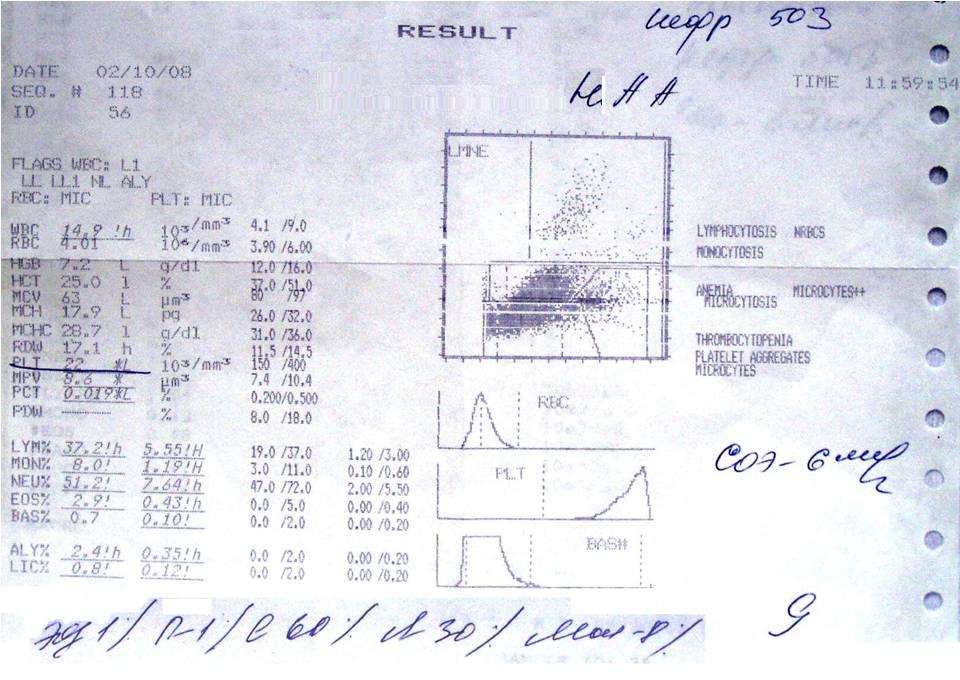 RESULT
нефр 503
DATE 02/10/08
SEQ. # 118
ID 56
TIME 11:59:54
FLAGS WBC: L1
LL LL1 NL ALY
RBC: MIC PLT: MIC
WBC 14.9 !h 10³/mm³ 4.1 /9.0
RBC 4.01 10⁶/mm³ 3.90 /6.00
HGB 7.2 L g/dl 12.0 /16.0
HCT 25.0 l % 37.0 /51.0
MCV 63 L µm³ 80 /97
MCH 17.9 L pg 26.0 /32.0
MCHC 28.7 l g/dl 31.0 /36.0
RDW 17.1 h % 11.5 /14.5
PLT 22 *L 10³/mm³ 150 /400
MPV 8.6 * µm³ 7.4 /10.4
PCT 0.019*L % 0.200/0.500
PDW ------ % 8.0 /18.0
LYM% 37.2!h 5.55!H 19.0 /37.0 1.20 /3.00
MON% 8.0! 1.19!H 3.0 /11.0 0.10 /0.60
NEU% 51.2! 7.64!h 47.0 /72.0 2.00 /5.50
EOS% 2.9! 0.43!h 0.0 /5.0 0.00 /0.40
BAS% 0.7 0.10! 0.0 /2.0 0.00 /0.20
ALY% 2.4!h 0.35!h 0.0 /2.0 0.00 /0.20
LIC% 0.8! 0.12! 0.0 /2.0 0.00 /0.20
LMNE
LYMPHOCYTOSIS NRBCS
MONOCYTOSIS
ANEMIA MICROCYTES++
MICROCYTOSIS
THROMBOCYTOPENIA
PLATELET AGGREGATES
MICROCYTES
RBC
PLT
BASH
СОЭ - 6 мм/ч
П-1% С 60% Л 30% Мон-8%